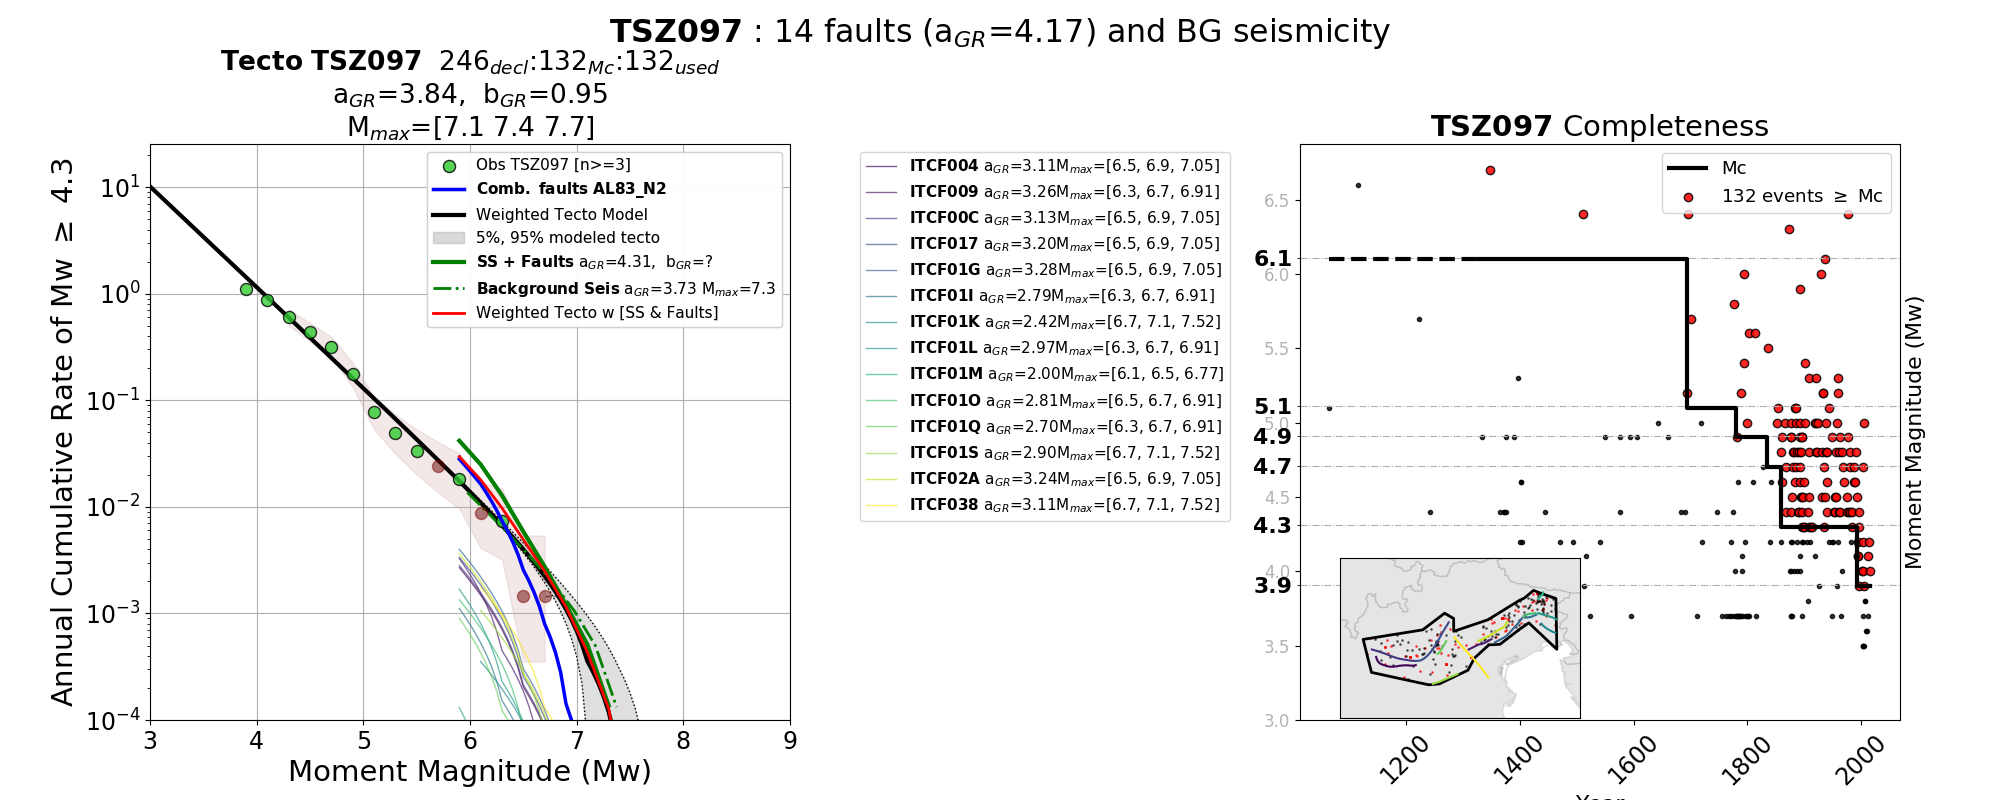 TSZ097 : 14 faults (aGR=4.17) and BG seismicity
Tecto TSZ097 246decl:132Mc:132used
aGR=3.84, bGR=0.95
Mmax=[7.1 7.4 7.7]
Annual Cumulative Rate of Mw ≥ 4.3
10^1
10^0
10^-1
10^-2
10^-3
10^-4
3 4 5 6 7 8 9
Moment Magnitude (Mw)
Obs TSZ097 [n>=3]
Comb. faults AL83_N2
Weighted Tecto Model
5%, 95% modeled tecto
SS + Faults aGR=4.31, bGR=?
Background Seis aGR=3.73 Mmax=7.3
Weighted Tecto w [SS & Faults]
ITCF004 aGR=3.11Mmax=[6.5, 6.9, 7.05]
ITCF009 aGR=3.26Mmax=[6.3, 6.7, 6.91]
ITCF00C aGR=3.13Mmax=[6.5, 6.9, 7.05]
ITCF017 aGR=3.20Mmax=[6.5, 6.9, 7.05]
ITCF01G aGR=3.28Mmax=[6.5, 6.9, 7.05]
ITCF01I aGR=2.79Mmax=[6.3, 6.7, 6.91]
ITCF01K aGR=2.42Mmax=[6.7, 7.1, 7.52]
ITCF01L aGR=2.97Mmax=[6.3, 6.7, 6.91]
ITCF01M aGR=2.00Mmax=[6.1, 6.5, 6.77]
ITCF01O aGR=2.81Mmax=[6.5, 6.7, 6.91]
ITCF01Q aGR=2.70Mmax=[6.3, 6.7, 6.91]
ITCF01S aGR=2.90Mmax=[6.7, 7.1, 7.52]
ITCF02A aGR=3.24Mmax=[6.5, 6.9, 7.05]
ITCF038 aGR=3.11Mmax=[6.7, 7.1, 7.52]
TSZ097 Completeness
Mc
132 events ≥ Mc
6.5
6.1
6.0
5.5
5.1
5.0
4.9
4.7
4.5
4.3
4.0
3.9
3.5
3.0
1200 1400 1600 1800 2000
Moment Magnitude (Mw)